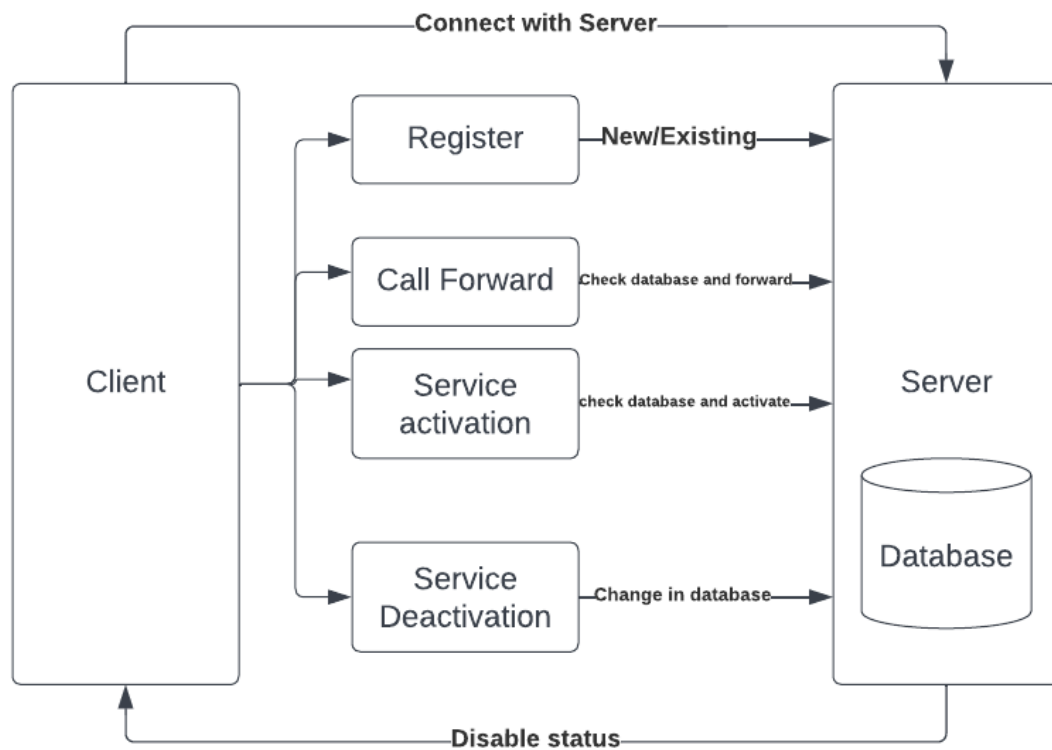 Connect with Server
Register
New/Existing
Call Forward
Check database and forward
Client
Service
activation
check database and activate
Server
Database
Service
Deactivation
Change in database
Disable status